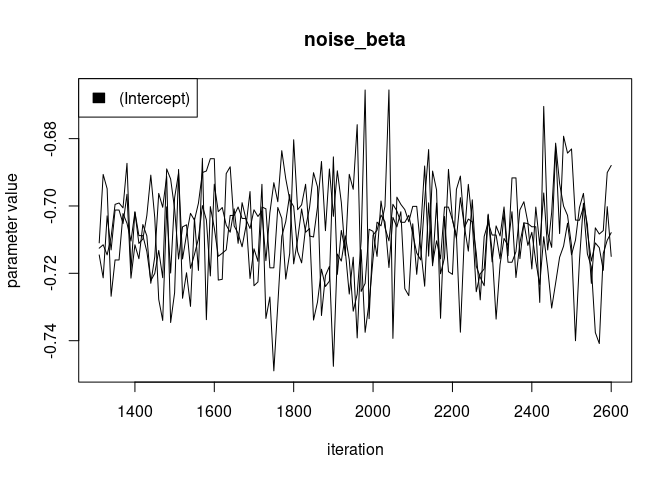 noise_beta
(Intercept)
parameter value
-0.68
-0.70
-0.72
-0.74
1400 1600 1800 2000 2200 2400 2600
iteration